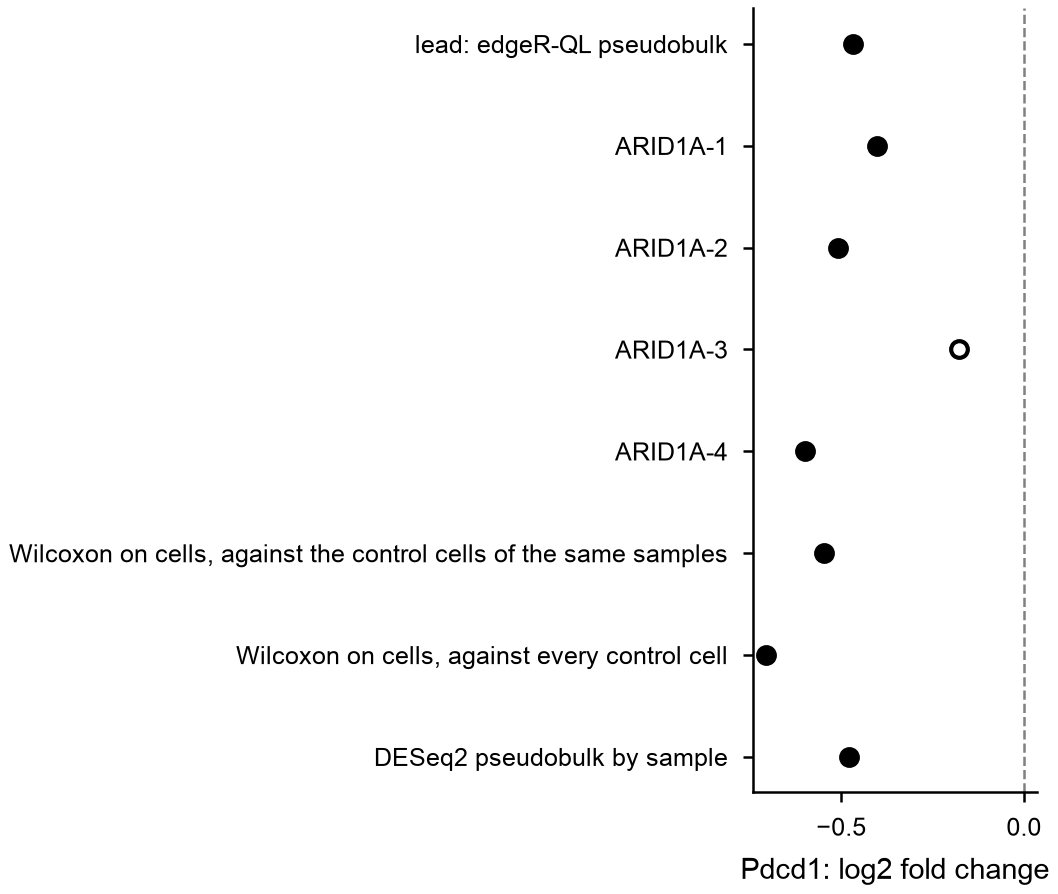 lead: edgeR-QL pseudobulk
ARID1A-1
ARID1A-2
ARID1A-3
ARID1A-4
Wilcoxon on cells, against the control cells of the same samples
Wilcoxon on cells, against every control cell
DESeq2 pseudobulk by sample
−0.5 0.0
Pdcd1: log2 fold change